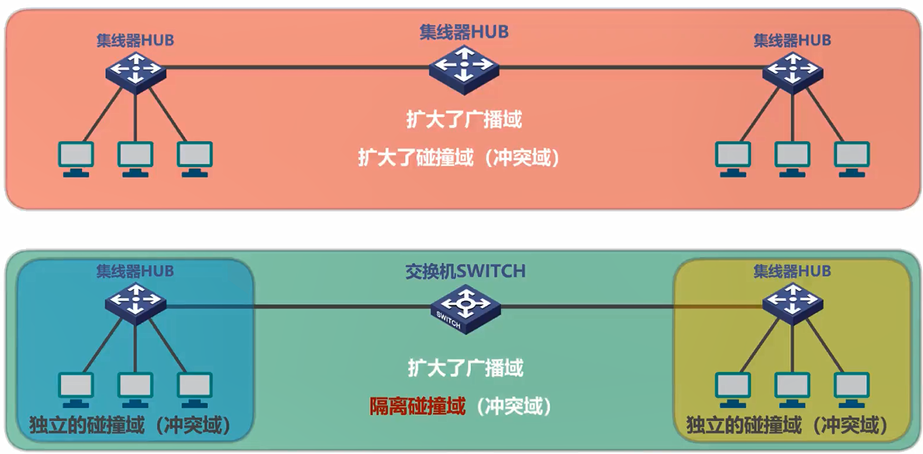 集线器HUB
集线器HUB
集线器HUB
扩大了广播域
扩大了碰撞域（冲突域）
集线器HUB
交换机SWITCH
集线器HUB
SWITCH
扩大了广播域
隔离碰撞域（冲突域）
独立的碰撞域（冲突域）
独立的碰撞域（冲突域）